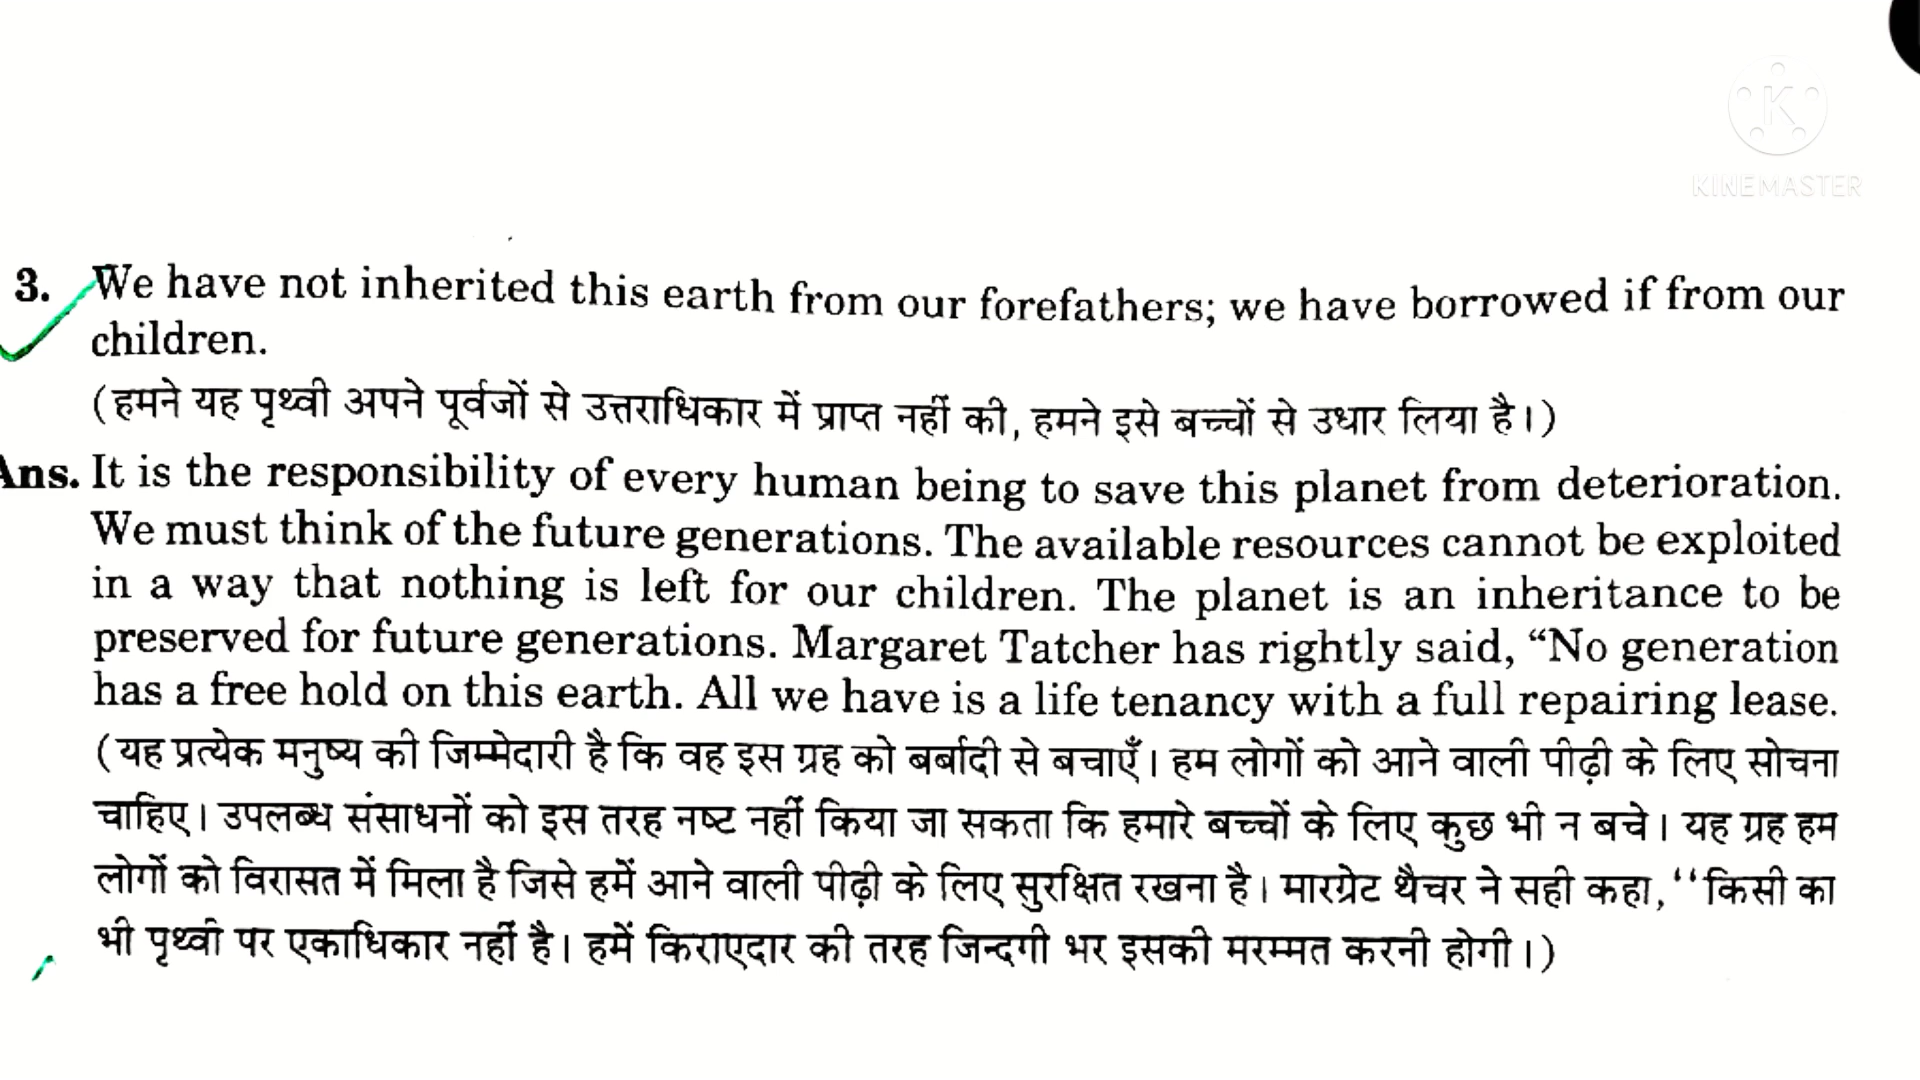 KINEMASTER
3. We have not inherited this earth from our forefathers; we have borrowed if from our
children.
(हमने यह पृथ्वी अपने पूर्वजों से उत्तराधिकार में प्राप्त नहीं की, हमने इसे बच्चों से उधार लिया है।)
Ans. It is the responsibility of every human being to save this planet from deterioration.
We must think of the future generations. The available resources cannot be exploited
in a way that nothing is left for our children. The planet is an inheritance to be
preserved for future generations. Margaret Tatcher has rightly said, “No generation
has a free hold on this earth. All we have is a life tenancy with a full repairing lease.
(यह प्रत्येक मनुष्य की जिम्मेदारी है कि वह इस ग्रह को बर्बादी से बचाएँ। हम लोगों को आने वाली पीढ़ी के लिए सोचना
चाहिए। उपलब्ध संसाधनों को इस तरह नष्ट नहीं किया जा सकता कि हमारे बच्चों के लिए कुछ भी न बचे। यह ग्रह हम
लोगों को विरासत में मिला है जिसे हमें आने वाली पीढ़ी के लिए सुरक्षित रखना है। मारग्रेट थैचर ने सही कहा, ‘‘किसी का
भी पृथ्वी पर एकाधिकार नहीं है। हमें किराएदार की तरह जिन्दगी भर इसकी मरम्मत करनी होगी।)